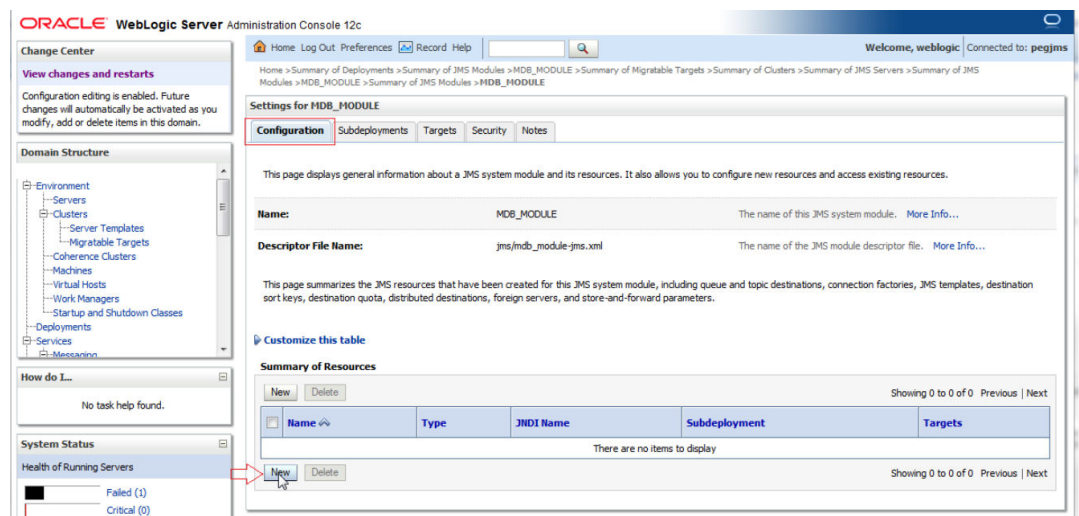 ORACLE WebLogic Server Administration Console 12c
Change Center
View changes and restarts
Configuration editing is enabled. Future
changes will automatically be activated as you
modify, add or delete items in this domain.
Domain Structure
Environment
Servers
Clusters
Server Templates
Migratable Targets
Coherence Clusters
Machines
Virtual Hosts
Work Managers
Startup and Shutdown Classes
Deployments
Services
Messaging
How do I...
No task help found.
System Status
Health of Running Servers
Failed (1)
Critical (0)
Home Log Out Preferences Record Help
Welcome, weblogic Connected to: pegjms
Home >Summary of Deployments >Summary of JMS Modules >MDB_MODULE >Summary of Migratable Targets >Summary of Clusters >Summary of JMS Servers >Summary of JMS
Modules >MDB_MODULE >Summary of JMS Modules >MDB_MODULE
Settings for MDB_MODULE
Configuration Subdeployments Targets Security Notes
This page displays general information about a JMS system module and its resources. It also allows you to configure new resources and access existing resources.
Name: MDB_MODULE The name of this JMS system module. More Info...
Descriptor File Name: jms/mdb_module-jms.xml The name of the JMS module descriptor file. More Info...
This page summarizes the JMS resources that have been created for this JMS system module, including queue and topic destinations, connection factories, JMS templates, destination
sort keys, destination quota, distributed destinations, foreign servers, and store-and-forward parameters.
Customize this table
Summary of Resources
New Delete Showing 0 to 0 of 0 Previous | Next
Name Type JNDI Name Subdeployment Targets
There are no items to display
New Delete Showing 0 to 0 of 0 Previous | Next